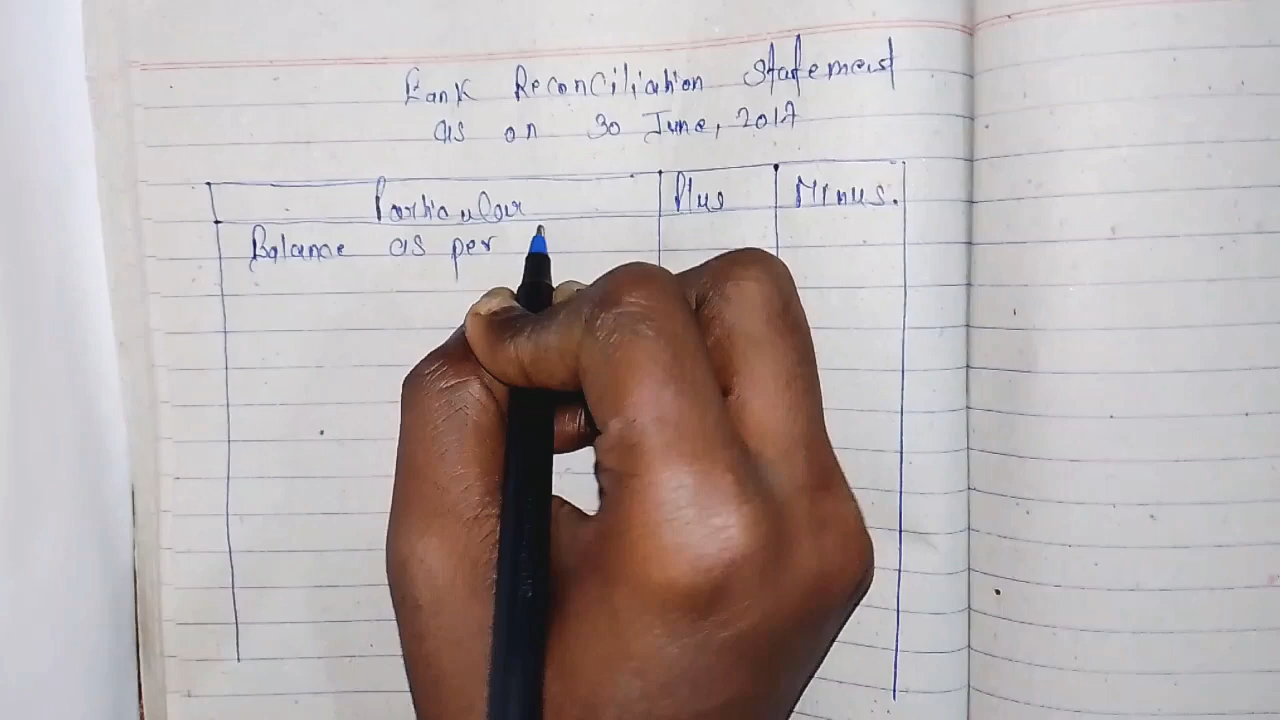 Bank Reconciliation Statement
as on 30 June, 2017
Particular Plus Minus.
Balance as per